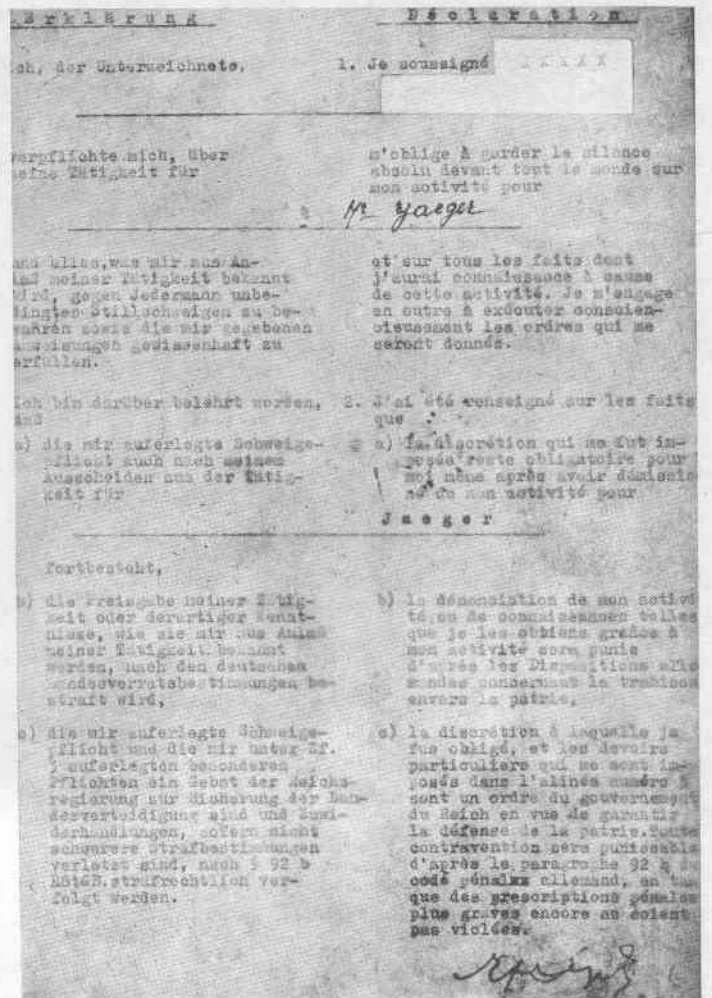 Erklärung
ich, der Unterzeichnete,
verpflichte mich, über
meine Tätigkeit für
und alles, was mir aus An-
laß meiner Tätigkeit bekannt
wird, gegen Jedermann unbe-
dingtes Stillschweigen zu be-
wahren sowie die mir gegebenen
Anweisungen gewissenhaft zu
erfüllen.
Ich bin darüber belehrt worden,
a) die mir auferlegte Schweige-
pflicht auch nach meinem
Ausscheiden aus der Tätig-
keit für
fortbesteht,
b) die Preisgabe meiner Tätig-
keit oder derartiger Kennt-
nisse, wie sie mir aus Anlaß
meiner Tätigkeit bekannt
werden, nach den deutschen
Landesverratsbestimmungen be-
straft wird,
c) die mir auferlegte Schweige-
pflicht und die mir unter Zf.
auferlegten besonderen
Pflichten ein Gebot der Reichs-
regierung zur Sicherung der Lan-
desverteidigung sind und Zuwi-
derhandlungen, sofern nicht
schwerere Strafbestimmungen
verletzt sind, nach § 92 b
RStGB. strafrechtlich ver-
folgt werden.
Déclaration
1. Je soussigné XXXXX
m'oblige à garder le silence
absolu devant tout le monde sur
mon activité pour
Mr Yaeger
et sur tous les faits dont
j'aurai connaissance à cause
de cette activité. Je m'engage
en outre à exécuter conscien-
cieusement les ordres qui me
seront donnés.
2. J'ai été renseigné sur les faits
que :
a) la discrétion qui me fut im-
posée reste obligatoire pour
moi même après avoir démissio
né de mon activité pour
Jaeger
b) la dénonciation de mon activi
té, ou de connaissances telles
que je les obtiens grâce à
mon activité sera punie
d'après les Dispositions alle
mandes concernant la trahison
envers la patrie,
c) la discrétion à laquelle je
fus obligé, et les devoirs
particuliers qui me sont im-
posés dans l'alinéa numéro
sont un ordre du gouvernement
du Reich en vue de garantir
la défense de la patrie. Toute
contravention sera punissable
d'après le paragraphe 92 b du
code pénalxx allemand, en tant
que des prescriptions pénales
plus graves encore ne soient
pas violées.